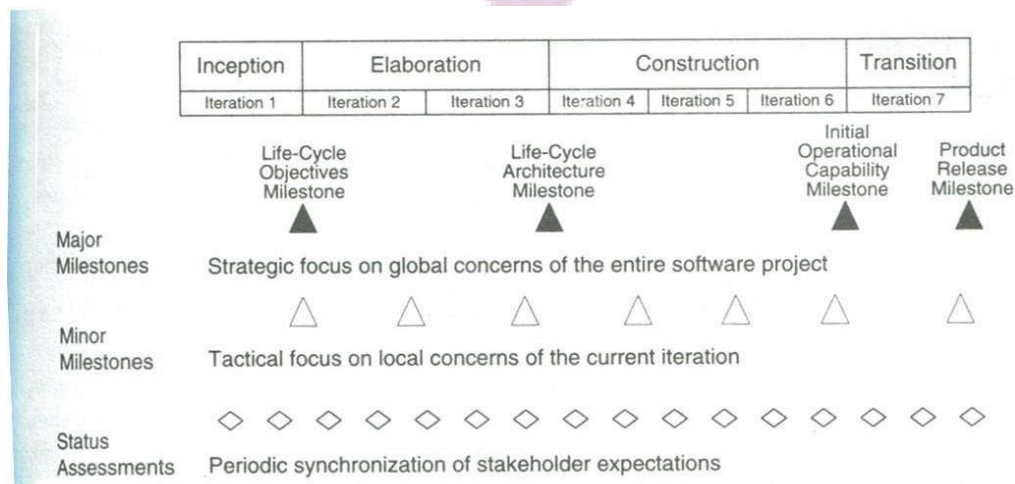 Inception Elaboration Construction Transition
Iteration 1 Iteration 2 Iteration 3 Iteration 4 Iteration 5 Iteration 6 Iteration 7
Life-Cycle
Objectives
Milestone
Life-Cycle
Architecture
Milestone
Initial
Operational
Capability
Milestone
Product
Release
Milestone
Major
Milestones
Strategic focus on global concerns of the entire software project
Minor
Milestones
Tactical focus on local concerns of the current iteration
Status
Assessments
Periodic synchronization of stakeholder expectations